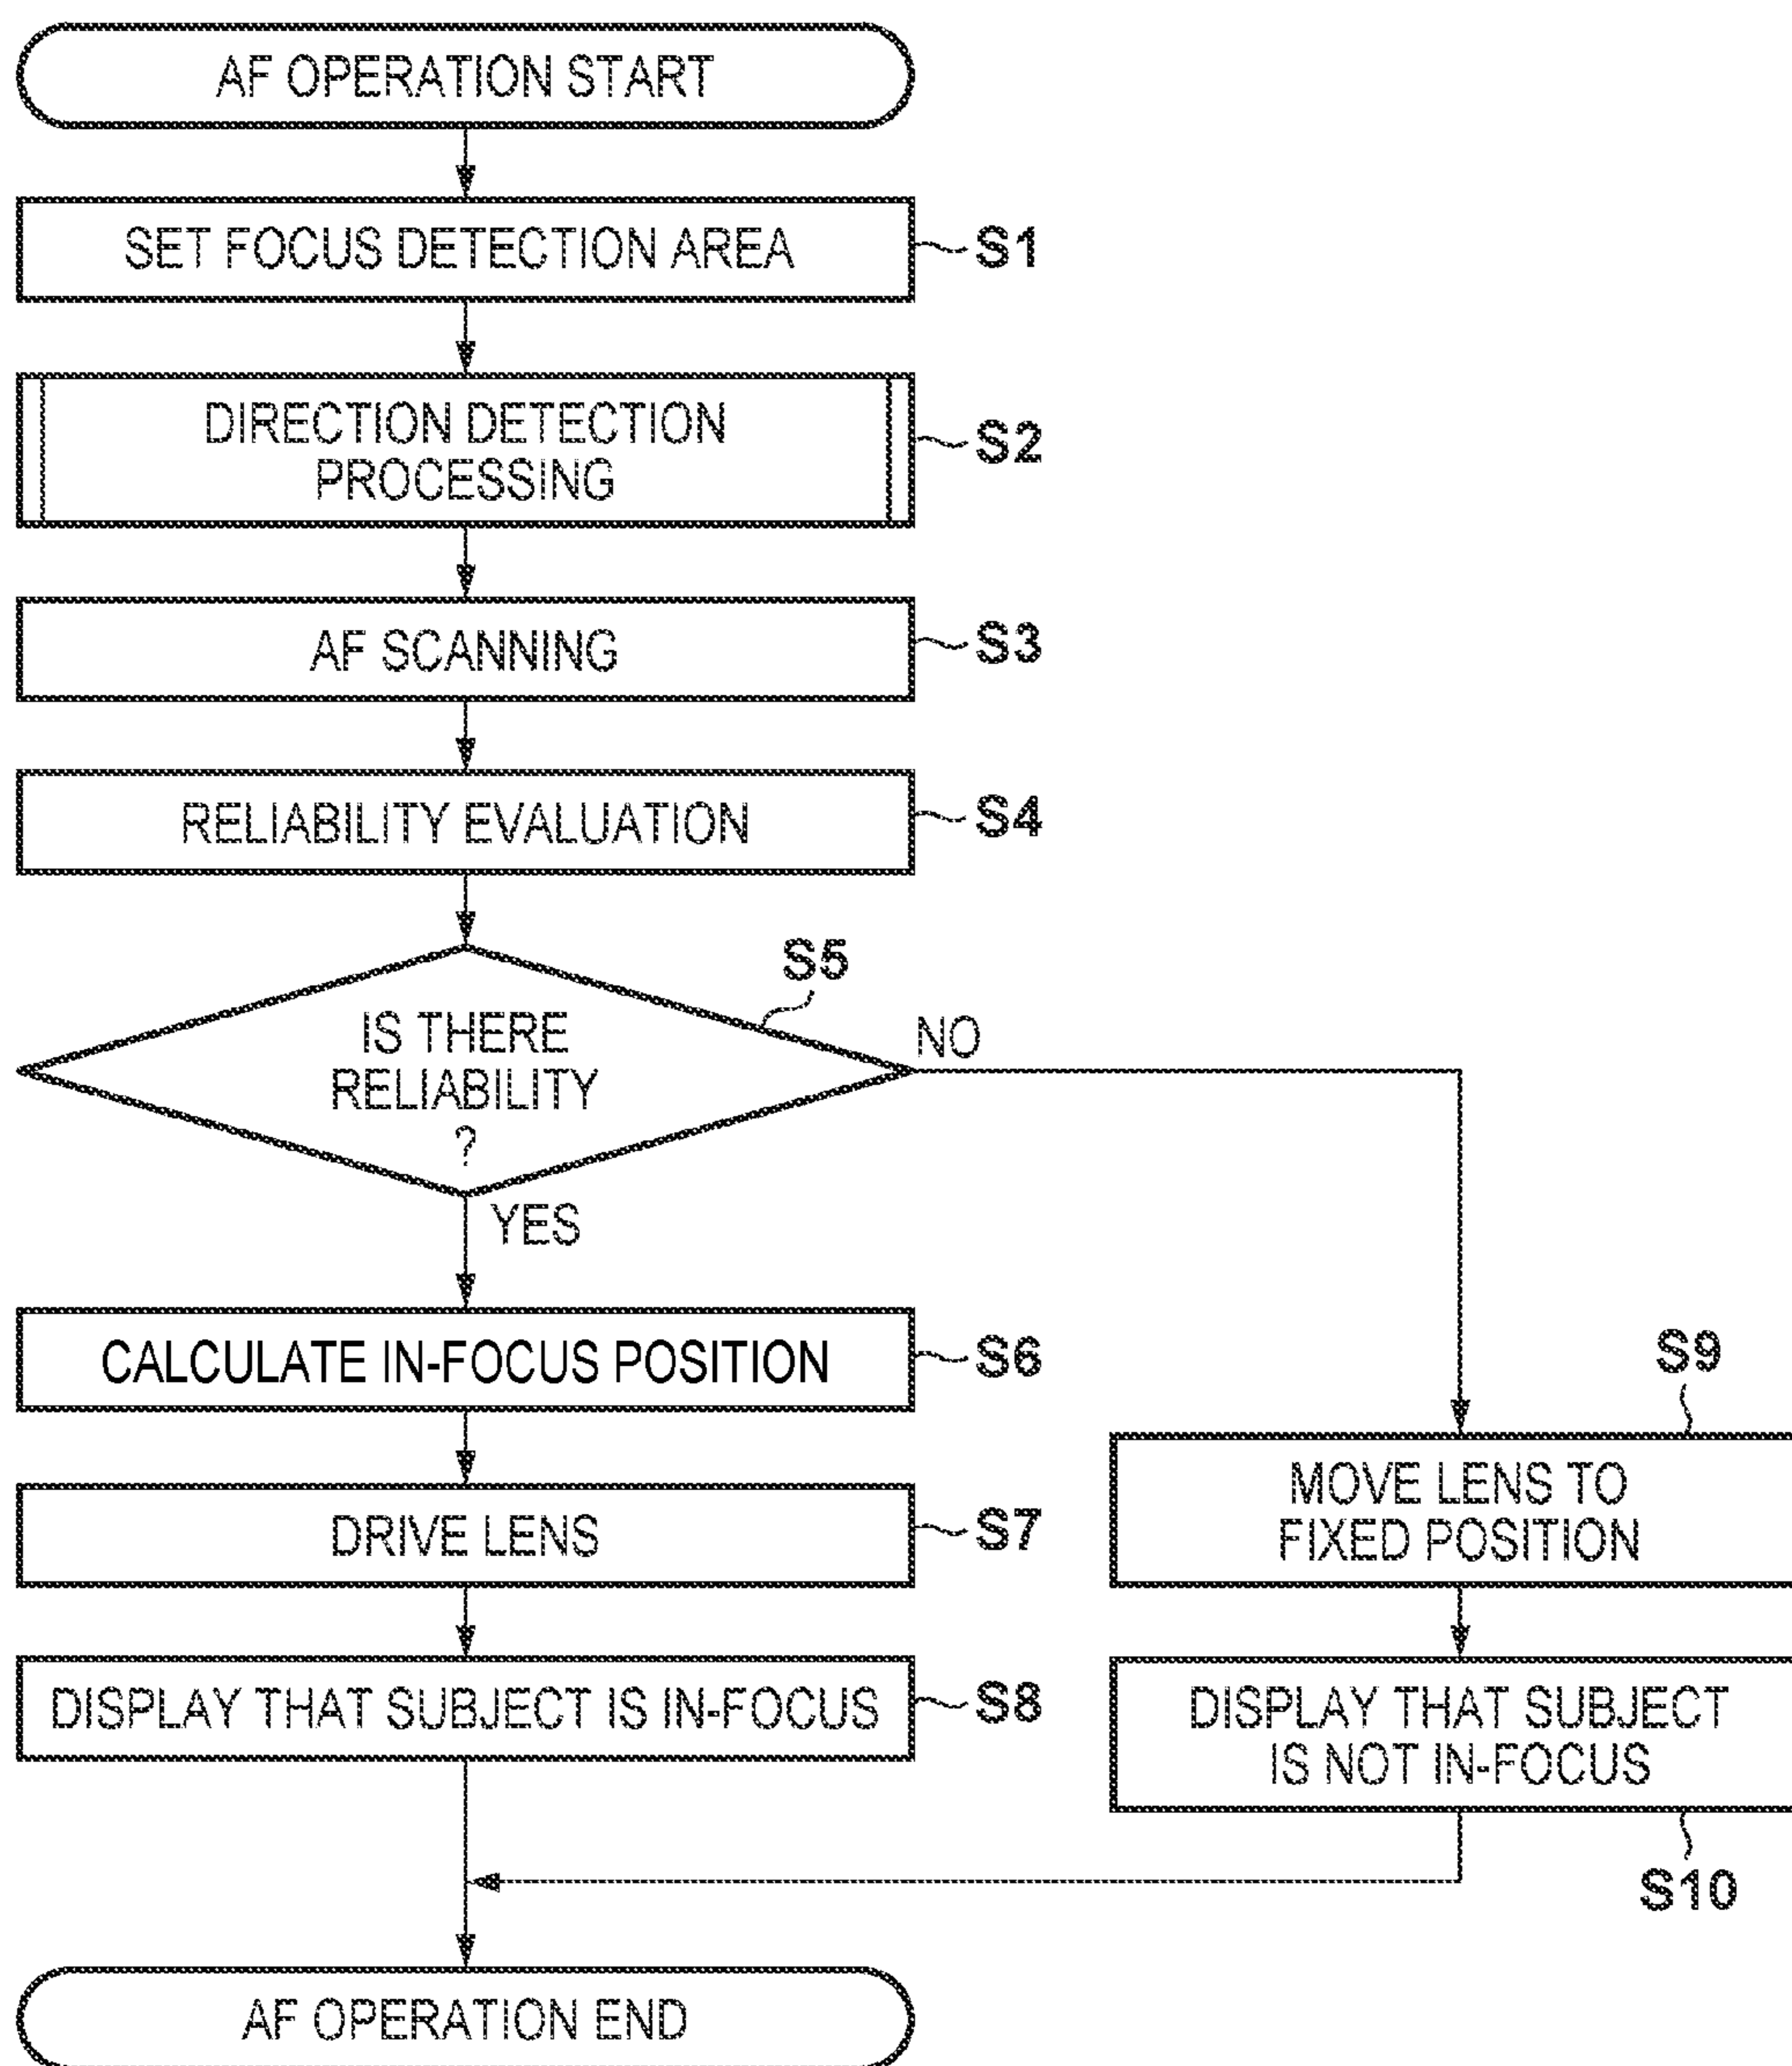 AF OPERATION START
SET FOCUS DETECTION AREA
S1
DIRECTION DETECTION
PROCESSING
S2
AF SCANNING
S3
RELIABILITY EVALUATION
S4
S5
IS THERE
RELIABILITY
?
NO
YES
CALCULATE IN-FOCUS POSITION
S6
DRIVE LENS
S7
DISPLAY THAT SUBJECT IS IN-FOCUS
S8
S9
MOVE LENS TO
FIXED POSITION
DISPLAY THAT SUBJECT
IS NOT IN-FOCUS
S10
AF OPERATION END